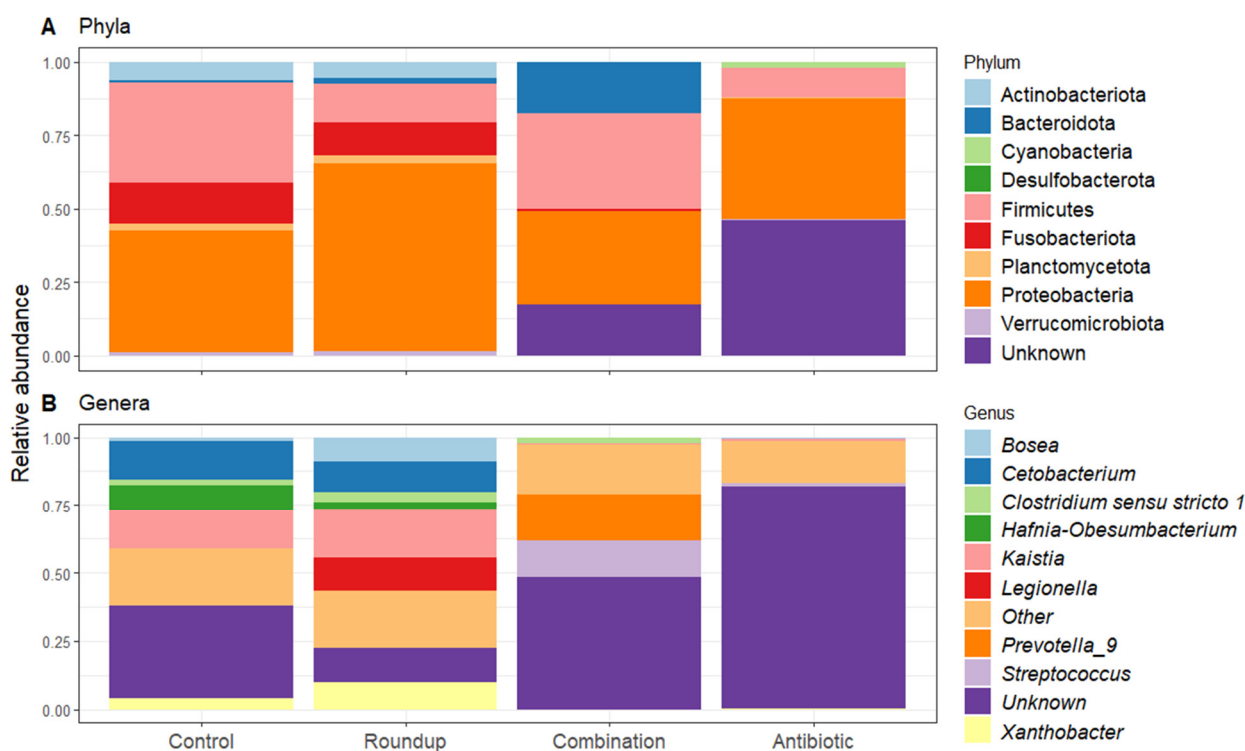 A Phyla
Relative abundance
1.00
0.75
0.50
0.25
0.00
Phylum
Actinobacteriota
Bacteroidota
Cyanobacteria
Desulfobacterota
Firmicutes
Fusobacteriota
Planctomycetota
Proteobacteria
Verrucomicrobiota
Unknown
B Genera
1.00
0.75
0.50
0.25
0.00
Control Roundup Combination Antibiotic
Genus
Bosea
Cetobacterium
Clostridium sensu stricto 1
Hafnia-Obesumbacterium
Kaistia
Legionella
Other
Prevotella_9
Streptococcus
Unknown
Xanthobacter